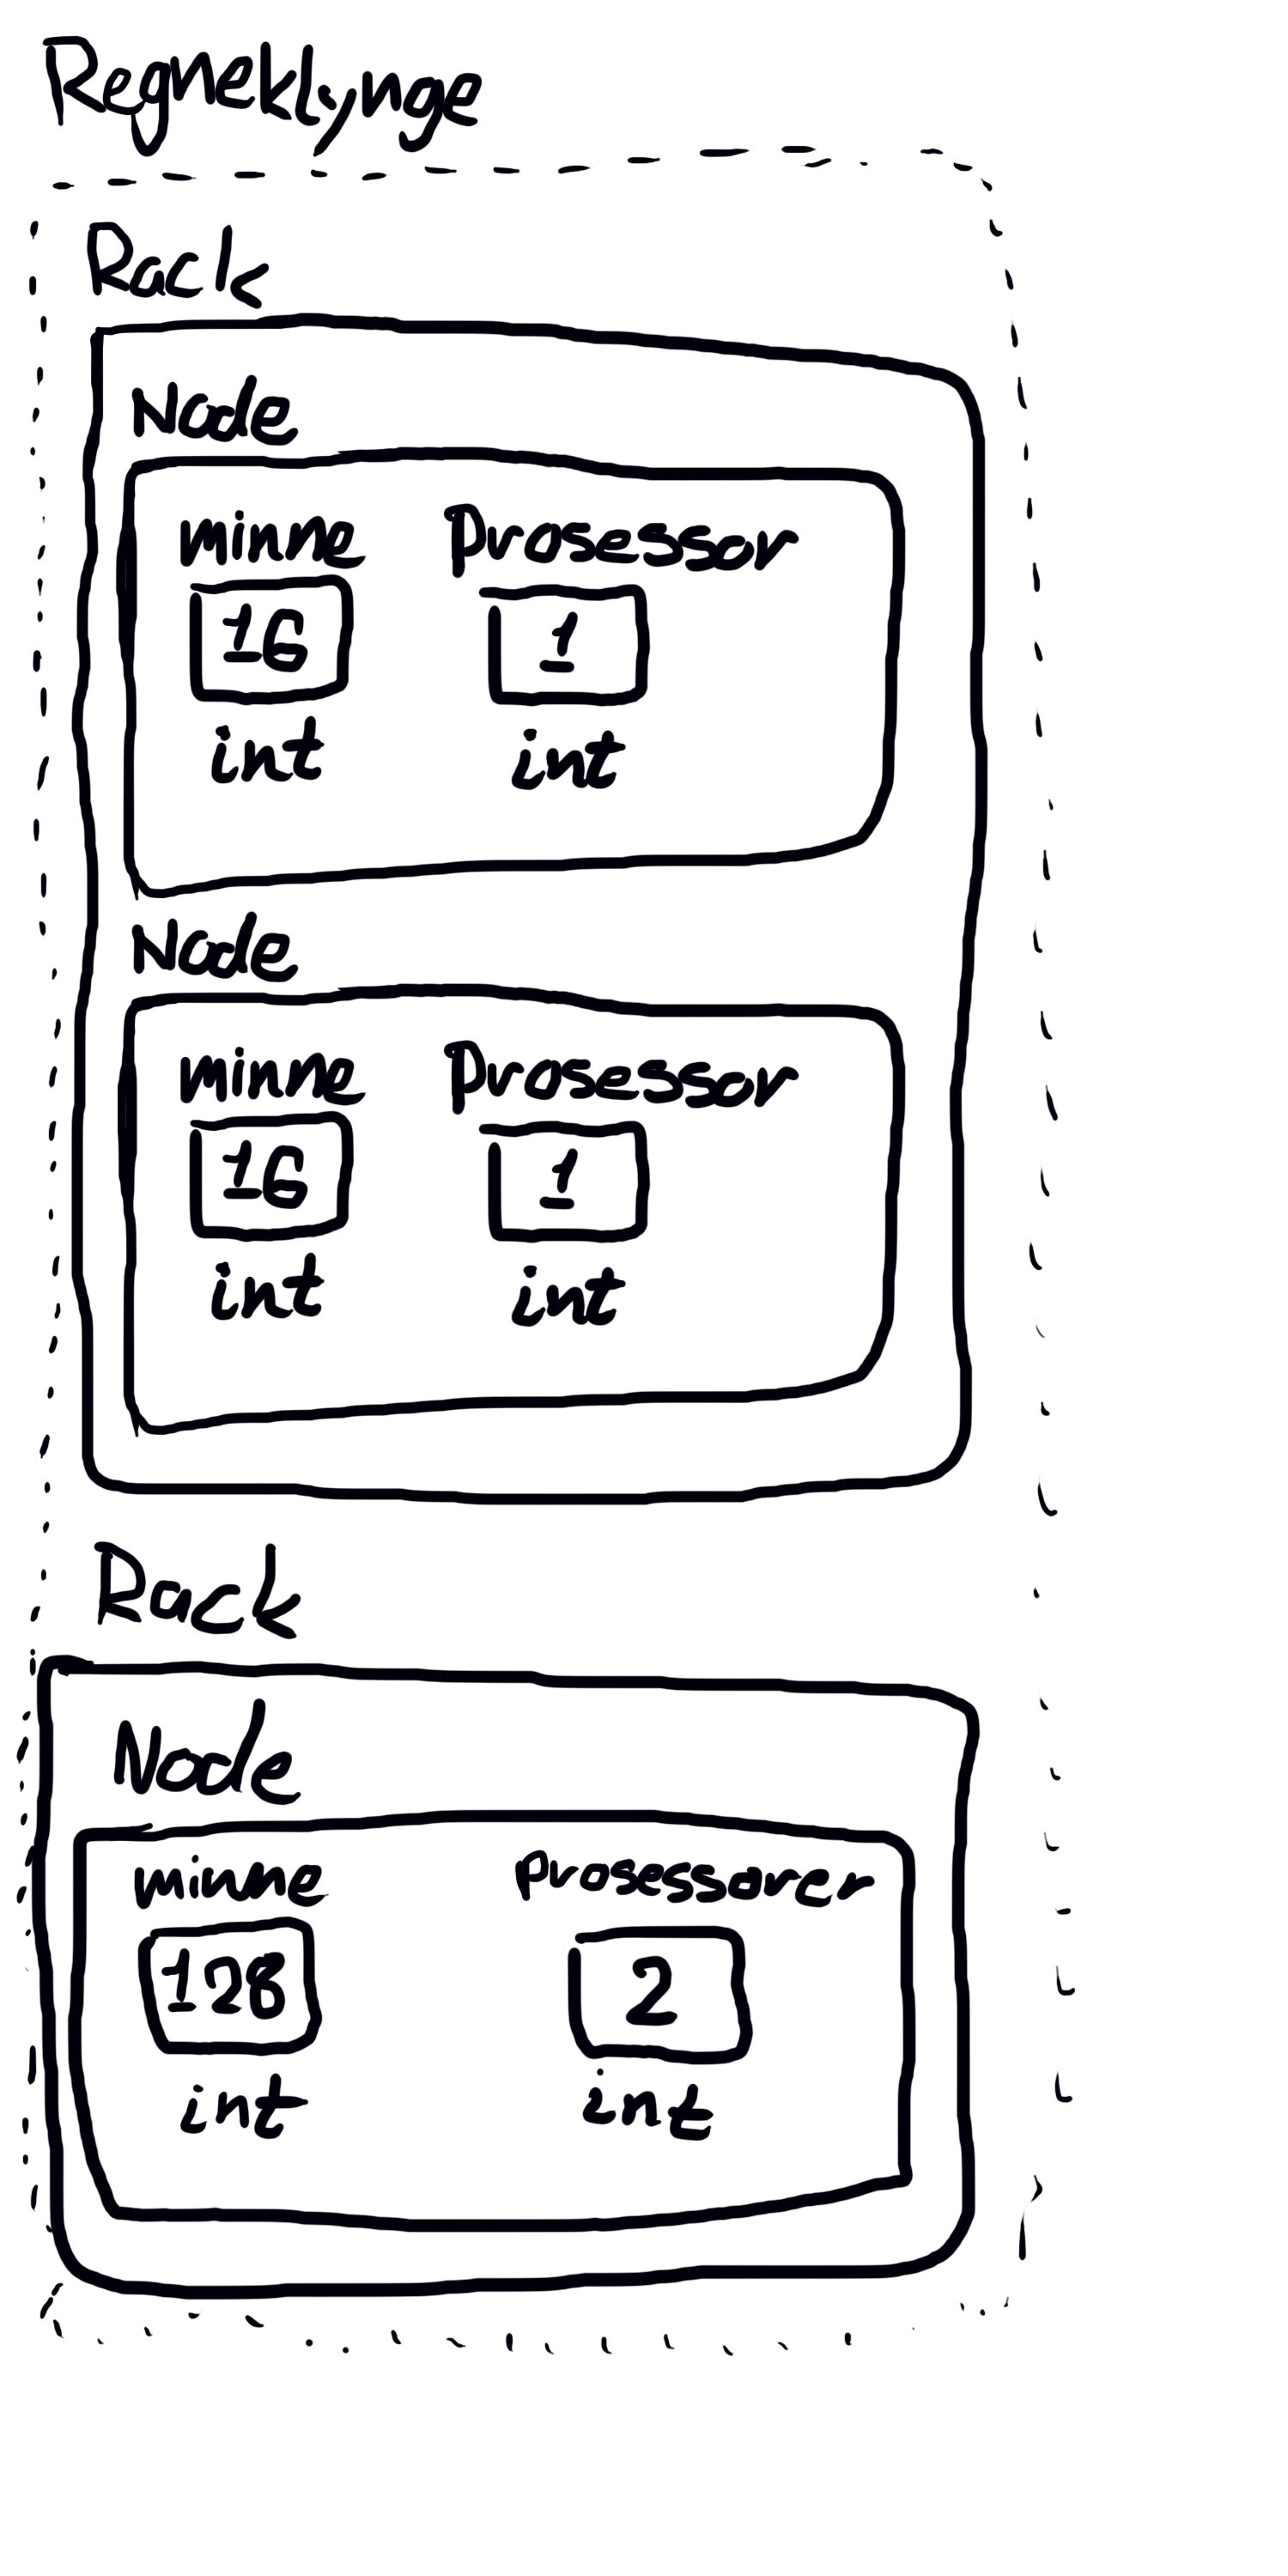 Regneklynge
Rack
Node
minne prosessor
16 1
int int
Node
minne prosessor
16 1
int int
Rack
Node
minne prosessorer
128 2
int int